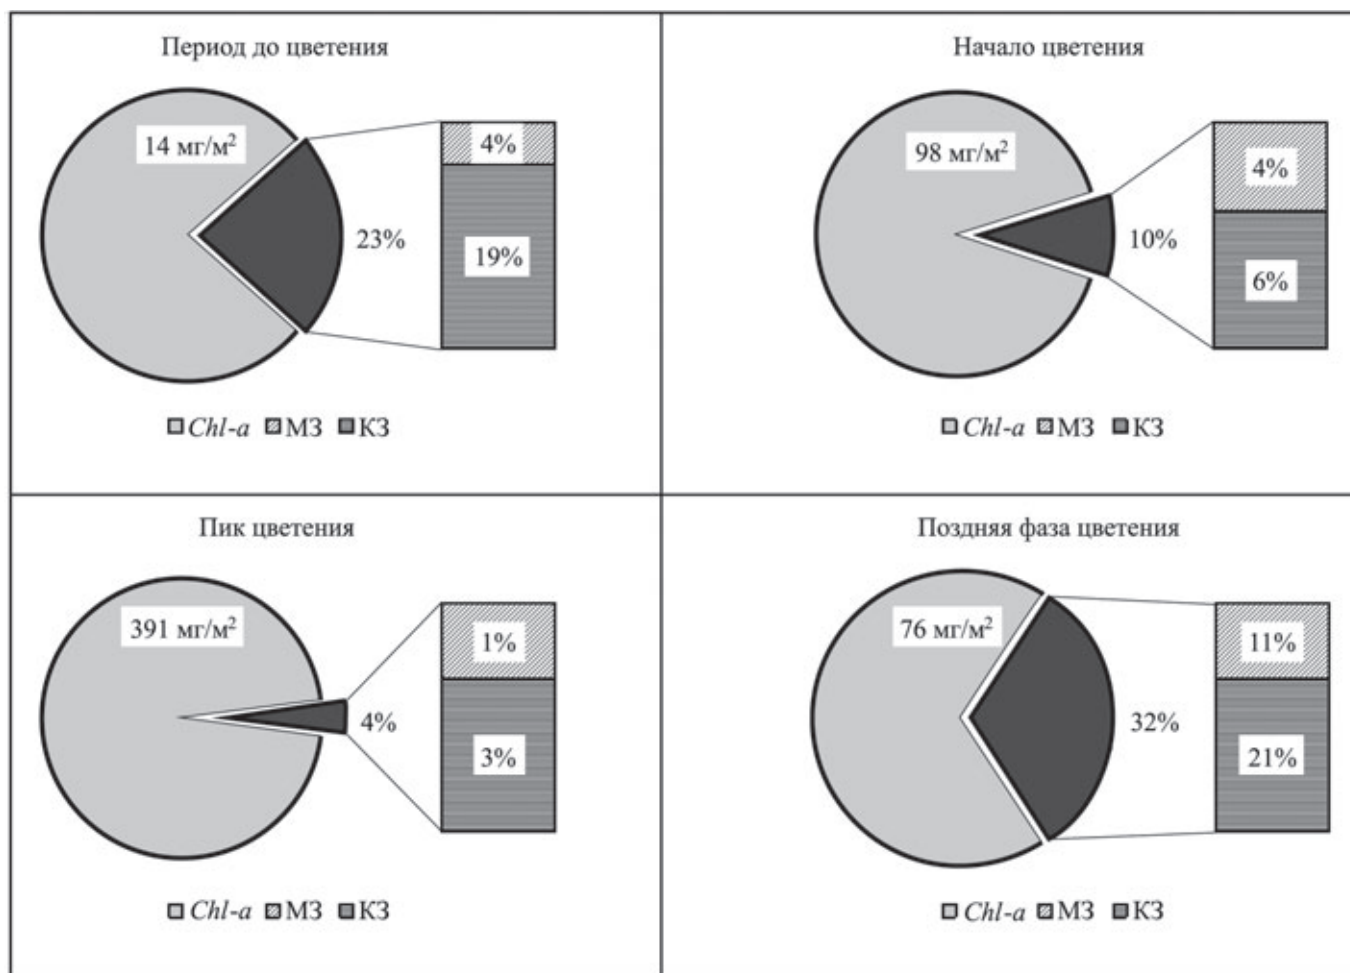 Период до цветения
14 мг/м²
4%
23%
19%
Chl-a МЗ КЗ
Начало цветения
98 мг/м²
4%
10%
6%
Chl-a МЗ КЗ
Пик цветения
391 мг/м²
1%
4%
3%
Chl-a МЗ КЗ
Поздняя фаза цветения
76 мг/м²
11%
32%
21%
Chl-a МЗ КЗ